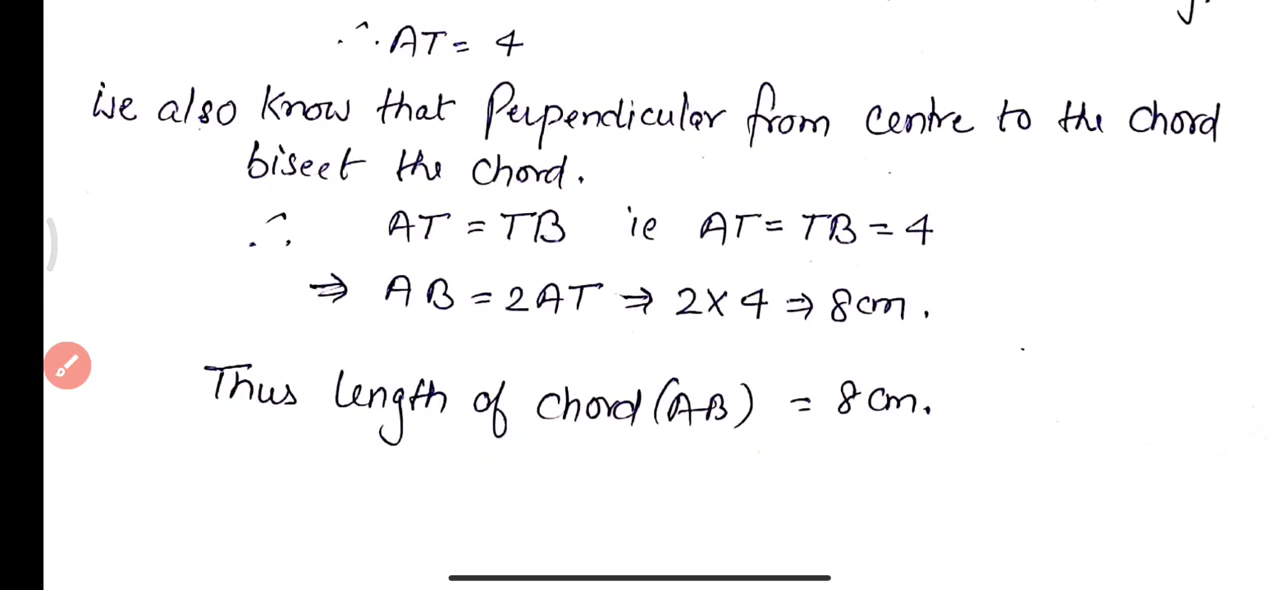 ∴ AT = 4
We also know that Perpendicular from centre to the chord
bisect the chord.
∴ AT = TB ie AT = TB = 4
⇒ AB = 2AT ⇒ 2×4 ⇒ 8cm.
Thus length of chord (AB) = 8cm.